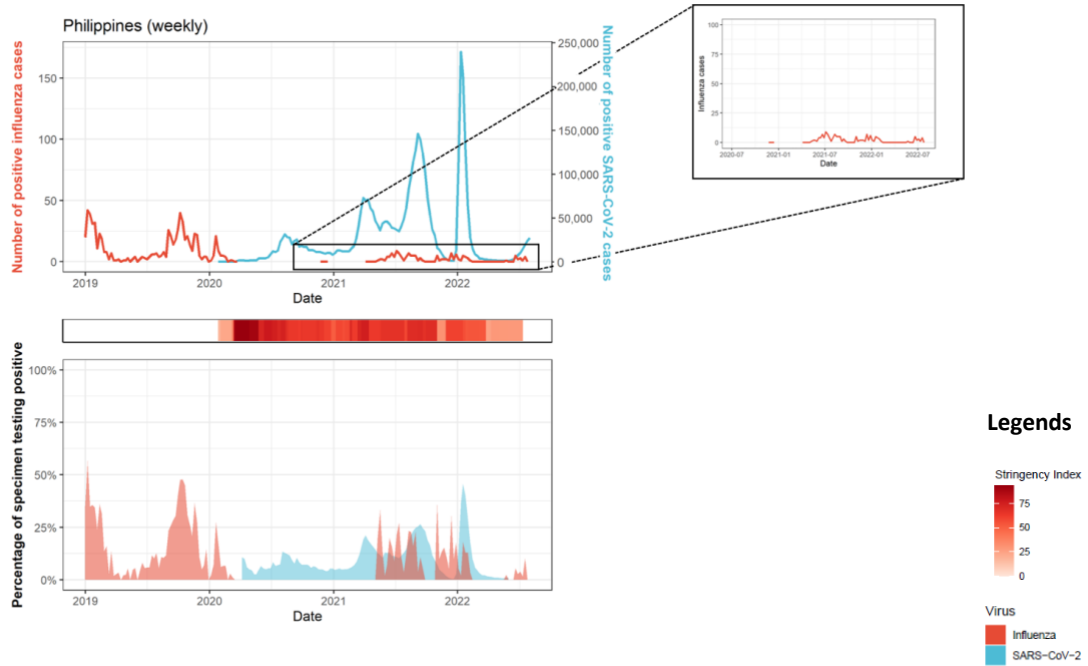 Philippines (weekly)
Number of positive influenza cases
150
100
50
0
250,000
200,000
150,000
100,000
50,000
0
Number of positive SARS-CoV-2 cases
2019
2020
2021
2022
Date
Influenza cases
100
75
50
25
0
2020-07
2021-01
2021-07
2022-01
2022-07
Date
Percentage of specimen testing positive
100%
75%
50%
25%
0%
2019
2020
2021
2022
Date
Legends
Stringency Index
75
50
25
0
Virus
Influenza
SARS-CoV-2